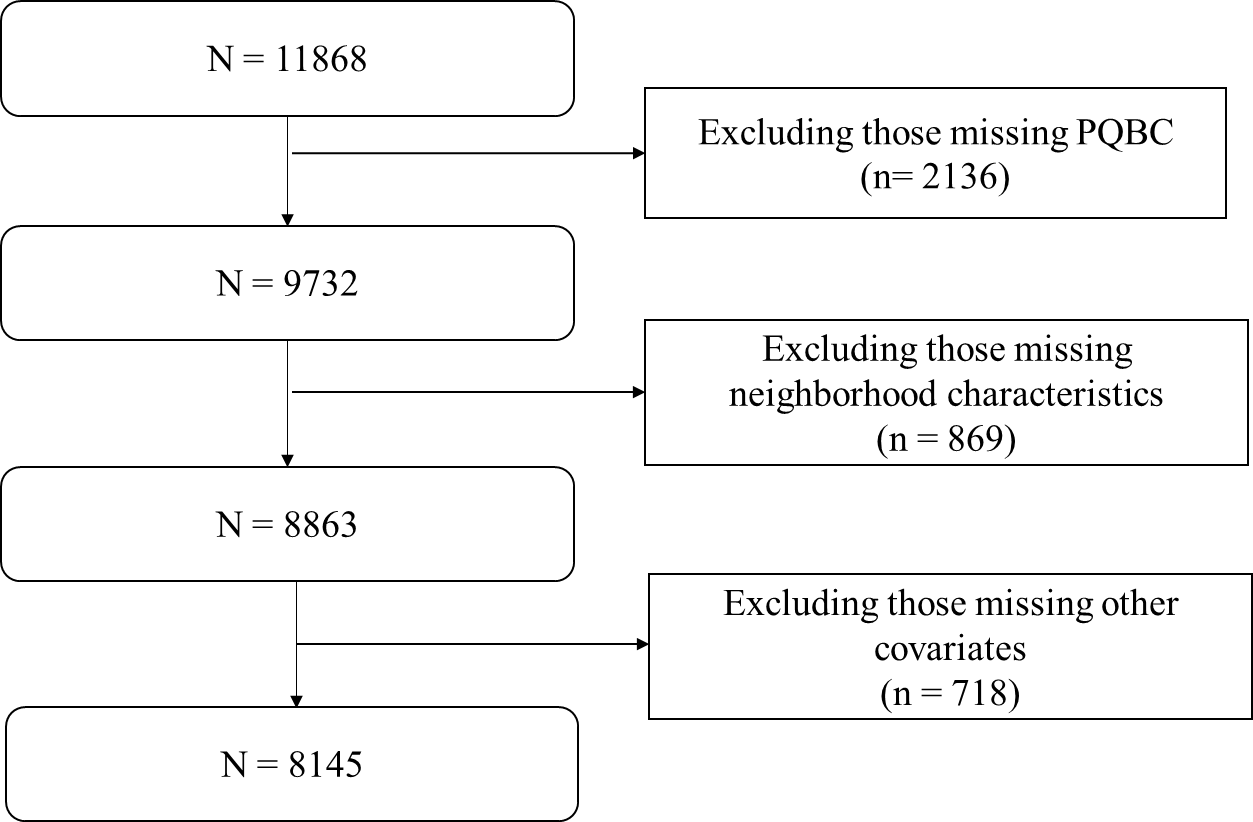 N = 11868
Excluding those missing PQBC
(n= 2136)
N = 9732
Excluding those missing
neighborhood characteristics
(n = 869)
N = 8863
Excluding those missing other
covariates
(n = 718)
N = 8145